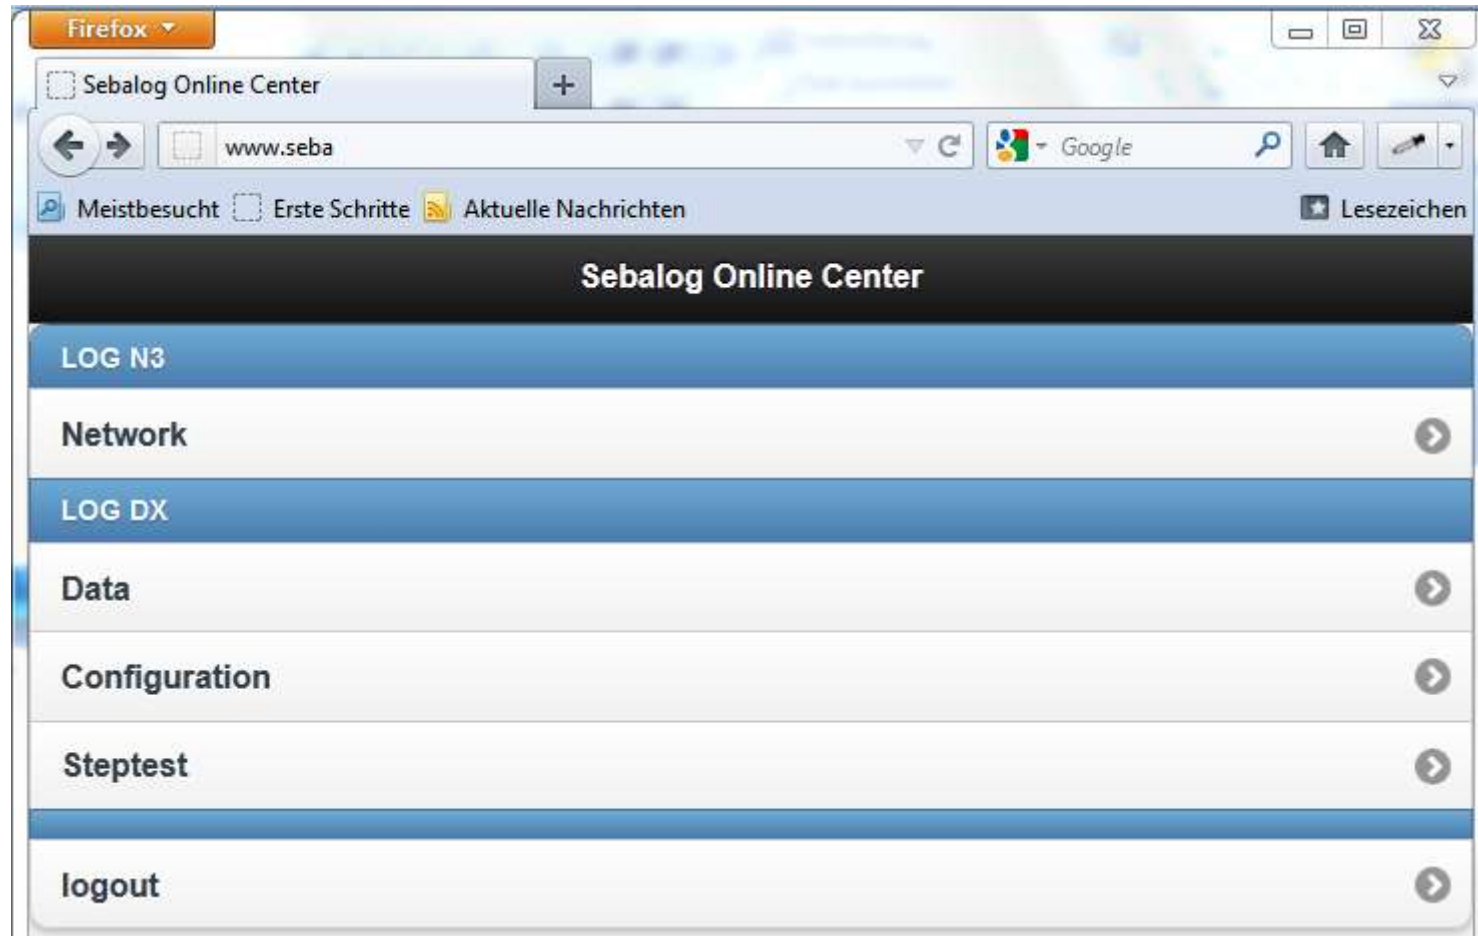 Firefox
Sebalog Online Center
www.seba
Google
Meistbesucht Erste Schritte Aktuelle Nachrichten Lesezeichen
Sebalog Online Center
LOG N3
Network
LOG DX
Data
Configuration
Steptest
logout